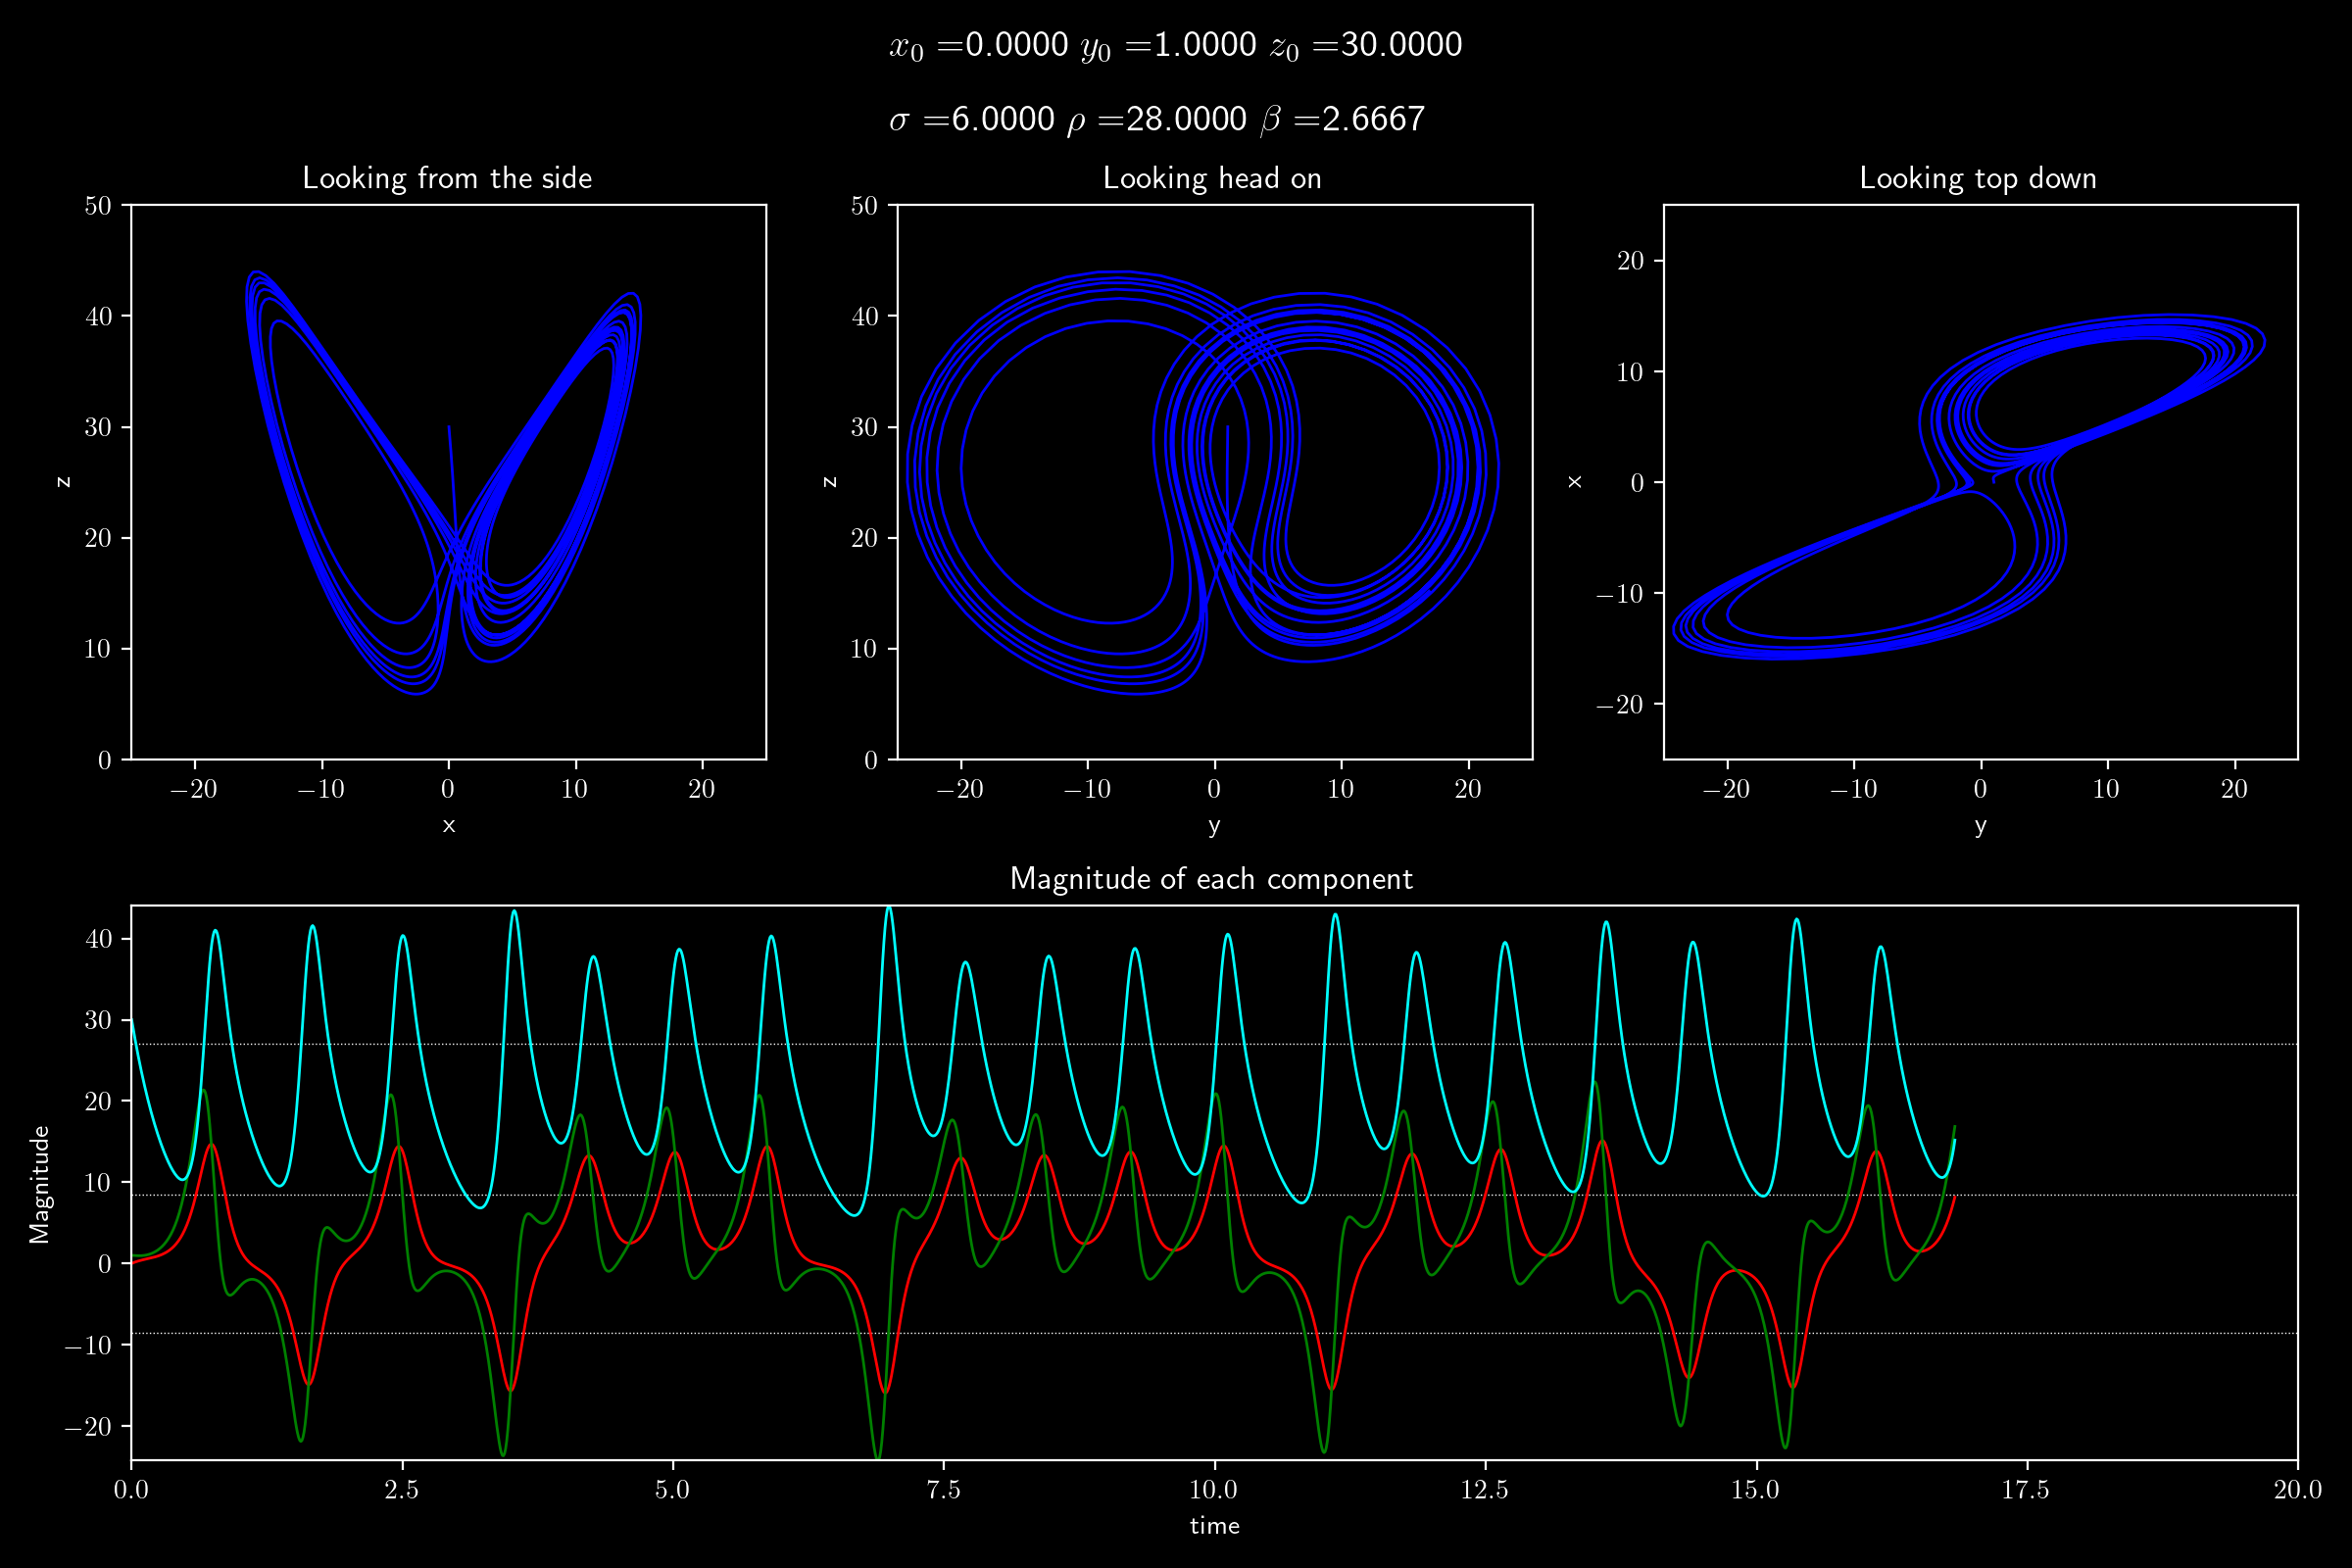 x₀ =0.0000 y₀ =1.0000 z₀ =30.0000
σ =6.0000 ρ =28.0000 β =2.6667
Looking from the side
50
40
30
20
10
0
z
−20 −10 0 10 20
x
Looking head on
50
40
30
20
10
0
z
−20 −10 0 10 20
y
Looking top down
20
10
0
−10
−20
x
−20 −10 0 10 20
y
Magnitude of each component
40
30
20
10
0
−10
−20
Magnitude
0.0 2.5 5.0 7.5 10.0 12.5 15.0 17.5 20.0
time